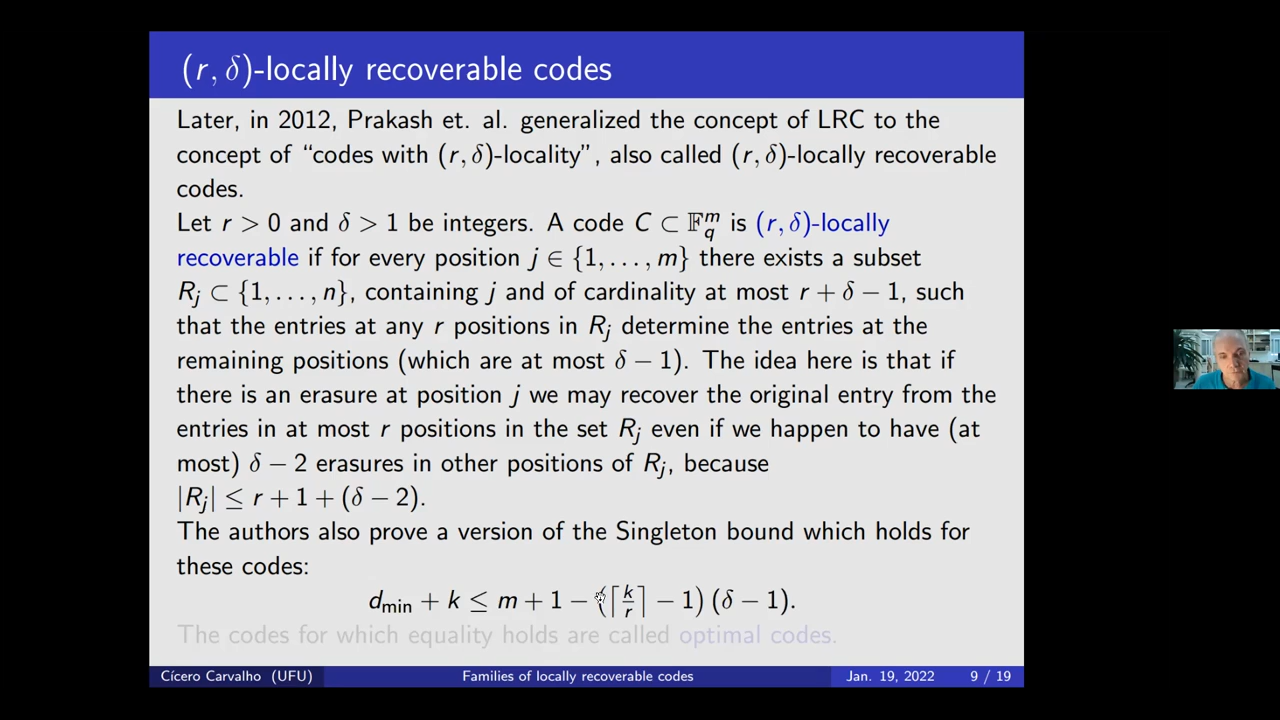 (r, δ)-locally recoverable codes
Later, in 2012, Prakash et. al. generalized the concept of LRC to the
concept of “codes with (r, δ)-locality”, also called (r, δ)-locally recoverable
codes.
Let r > 0 and δ > 1 be integers. A code C ⊂ 𝔽_q^m is (r, δ)-locally
recoverable if for every position j ∈ {1, . . . , m} there exists a subset
R_j ⊂ {1, . . . , n}, containing j and of cardinality at most r + δ − 1, such
that the entries at any r positions in R_j determine the entries at the
remaining positions (which are at most δ − 1). The idea here is that if
there is an erasure at position j we may recover the original entry from the
entries in at most r positions in the set R_j even if we happen to have (at
most) δ − 2 erasures in other positions of R_j, because
|R_j| ≤ r + 1 + (δ − 2).
The authors also prove a version of the Singleton bound which holds for
these codes:
d_min + k ≤ m + 1 − (⌈k/r⌉ − 1) (δ − 1).
The codes for which equality holds are called optimal codes.
Cícero Carvalho (UFU) Families of locally recoverable codes Jan. 19, 2022 9 / 19